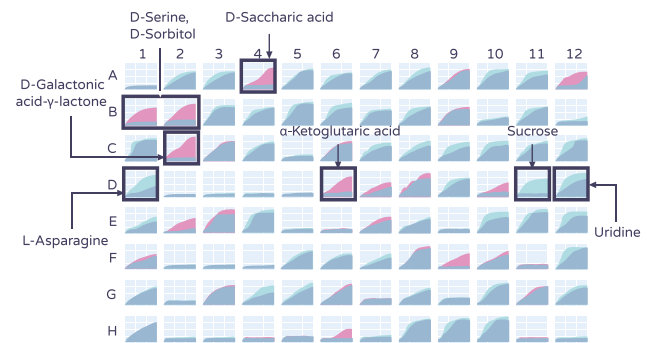 D-Serine,
D-Sorbitol
D-Saccharic acid
1 2 3 4 5 6 7 8 9 10 11 12
A
D-Galactonic
acid-γ-lactone
B
α-Ketoglutaric acid
Sucrose
C
D
L-Asparagine
Uridine
E
F
G
H